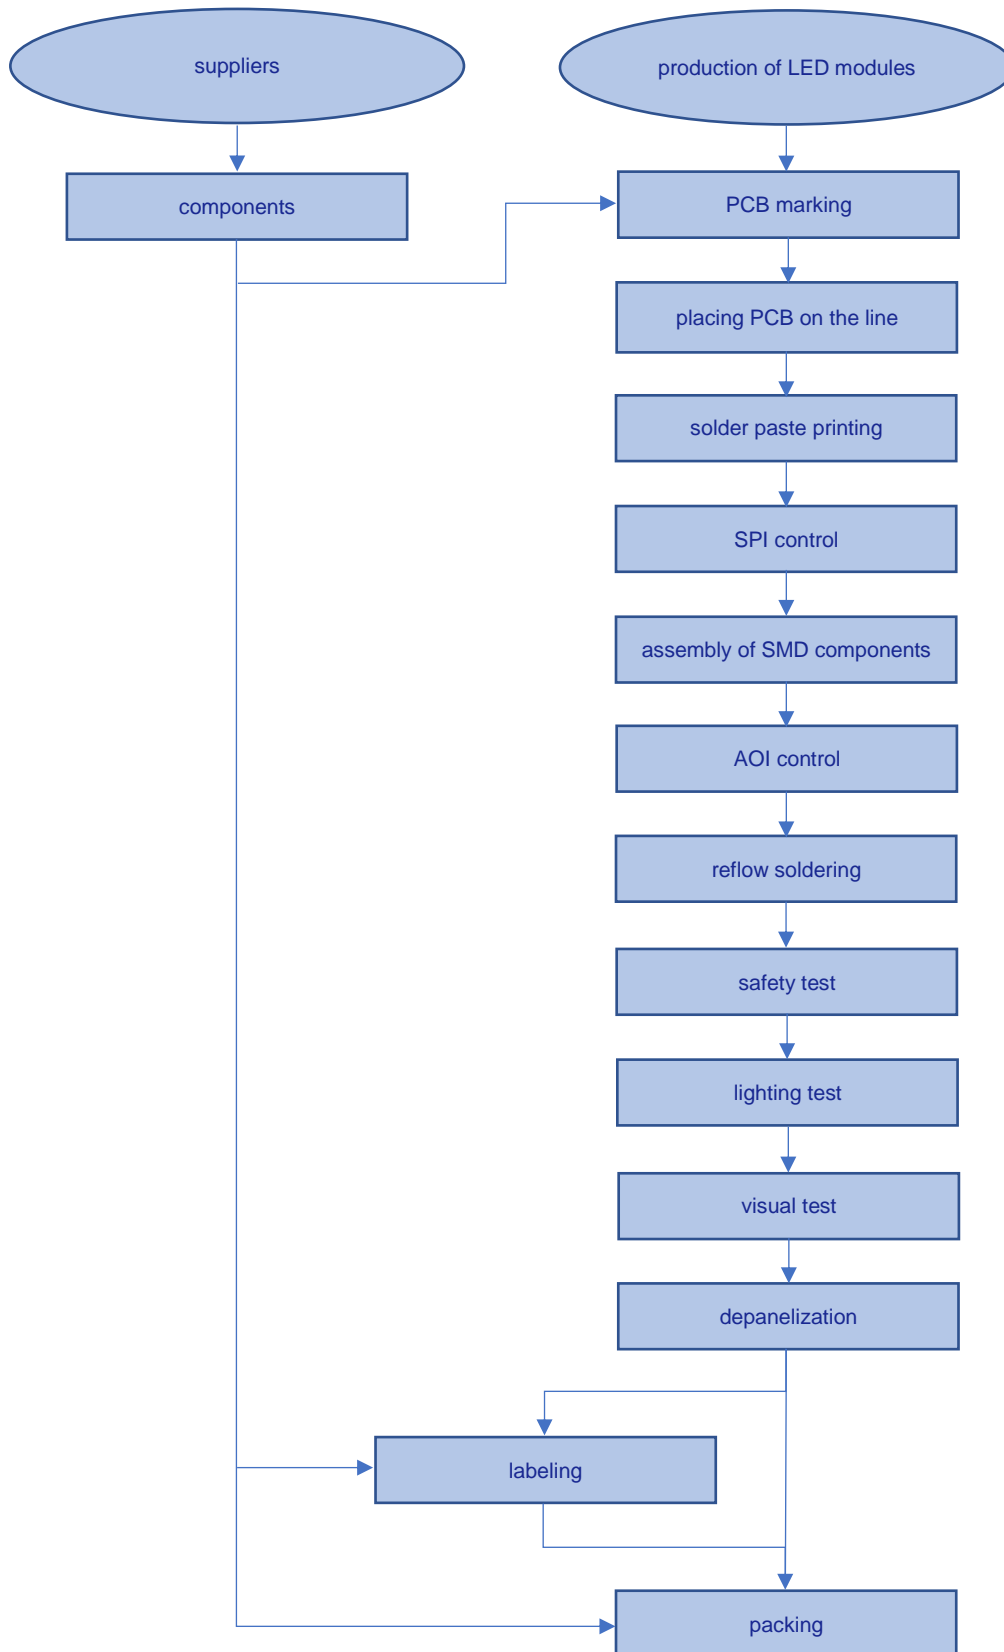 suppliers
production of LED modules
components
PCB marking
placing PCB on the line
solder paste printing
SPI control
assembly of SMD components
AOI control
reflow soldering
safety test
lighting test
visual test
depanelization
labeling
packing